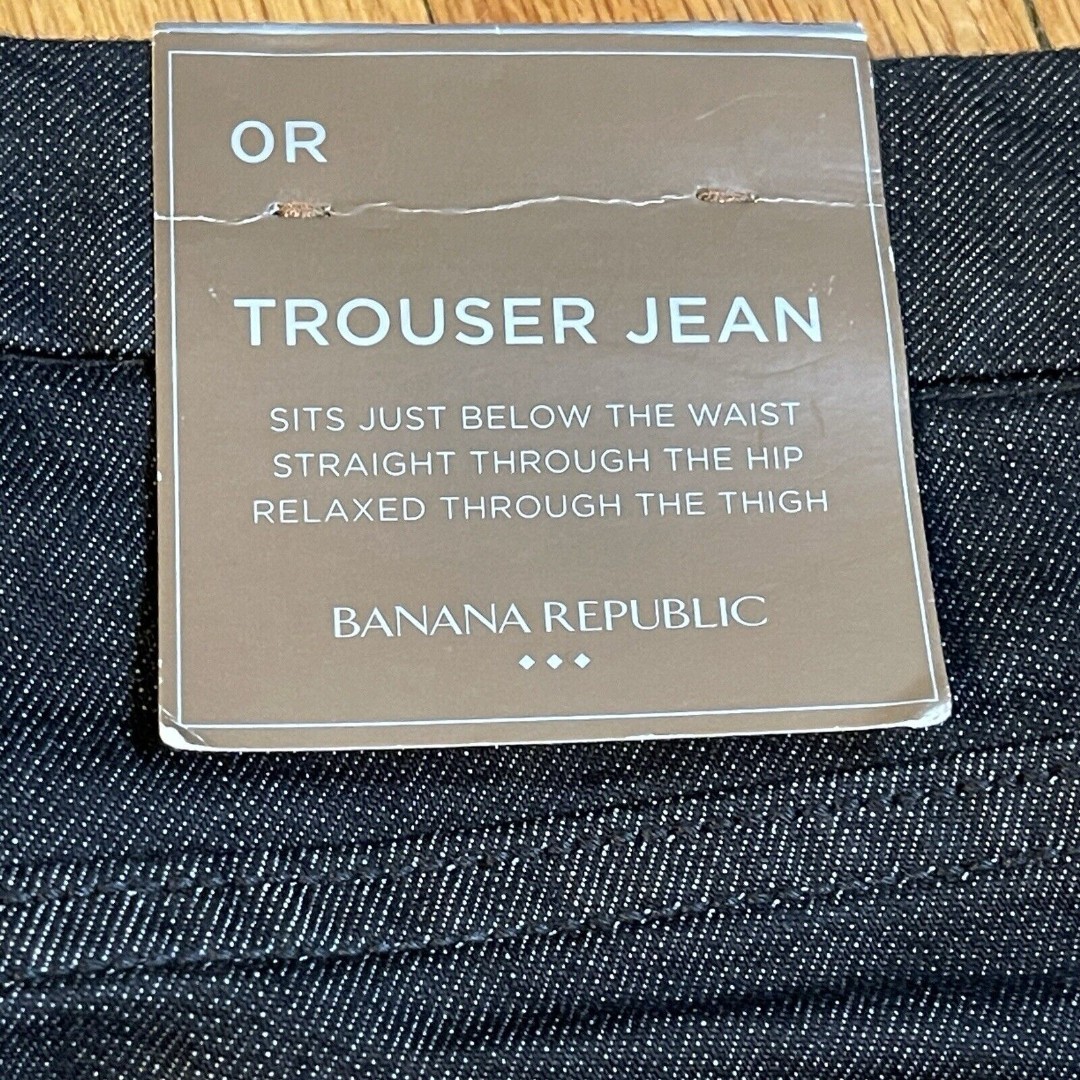 OR
TROUSER JEAN
SITS JUST BELOW THE WAIST
STRAIGHT THROUGH THE HIP
RELAXED THROUGH THE THIGH
BANANA REPUBLIC